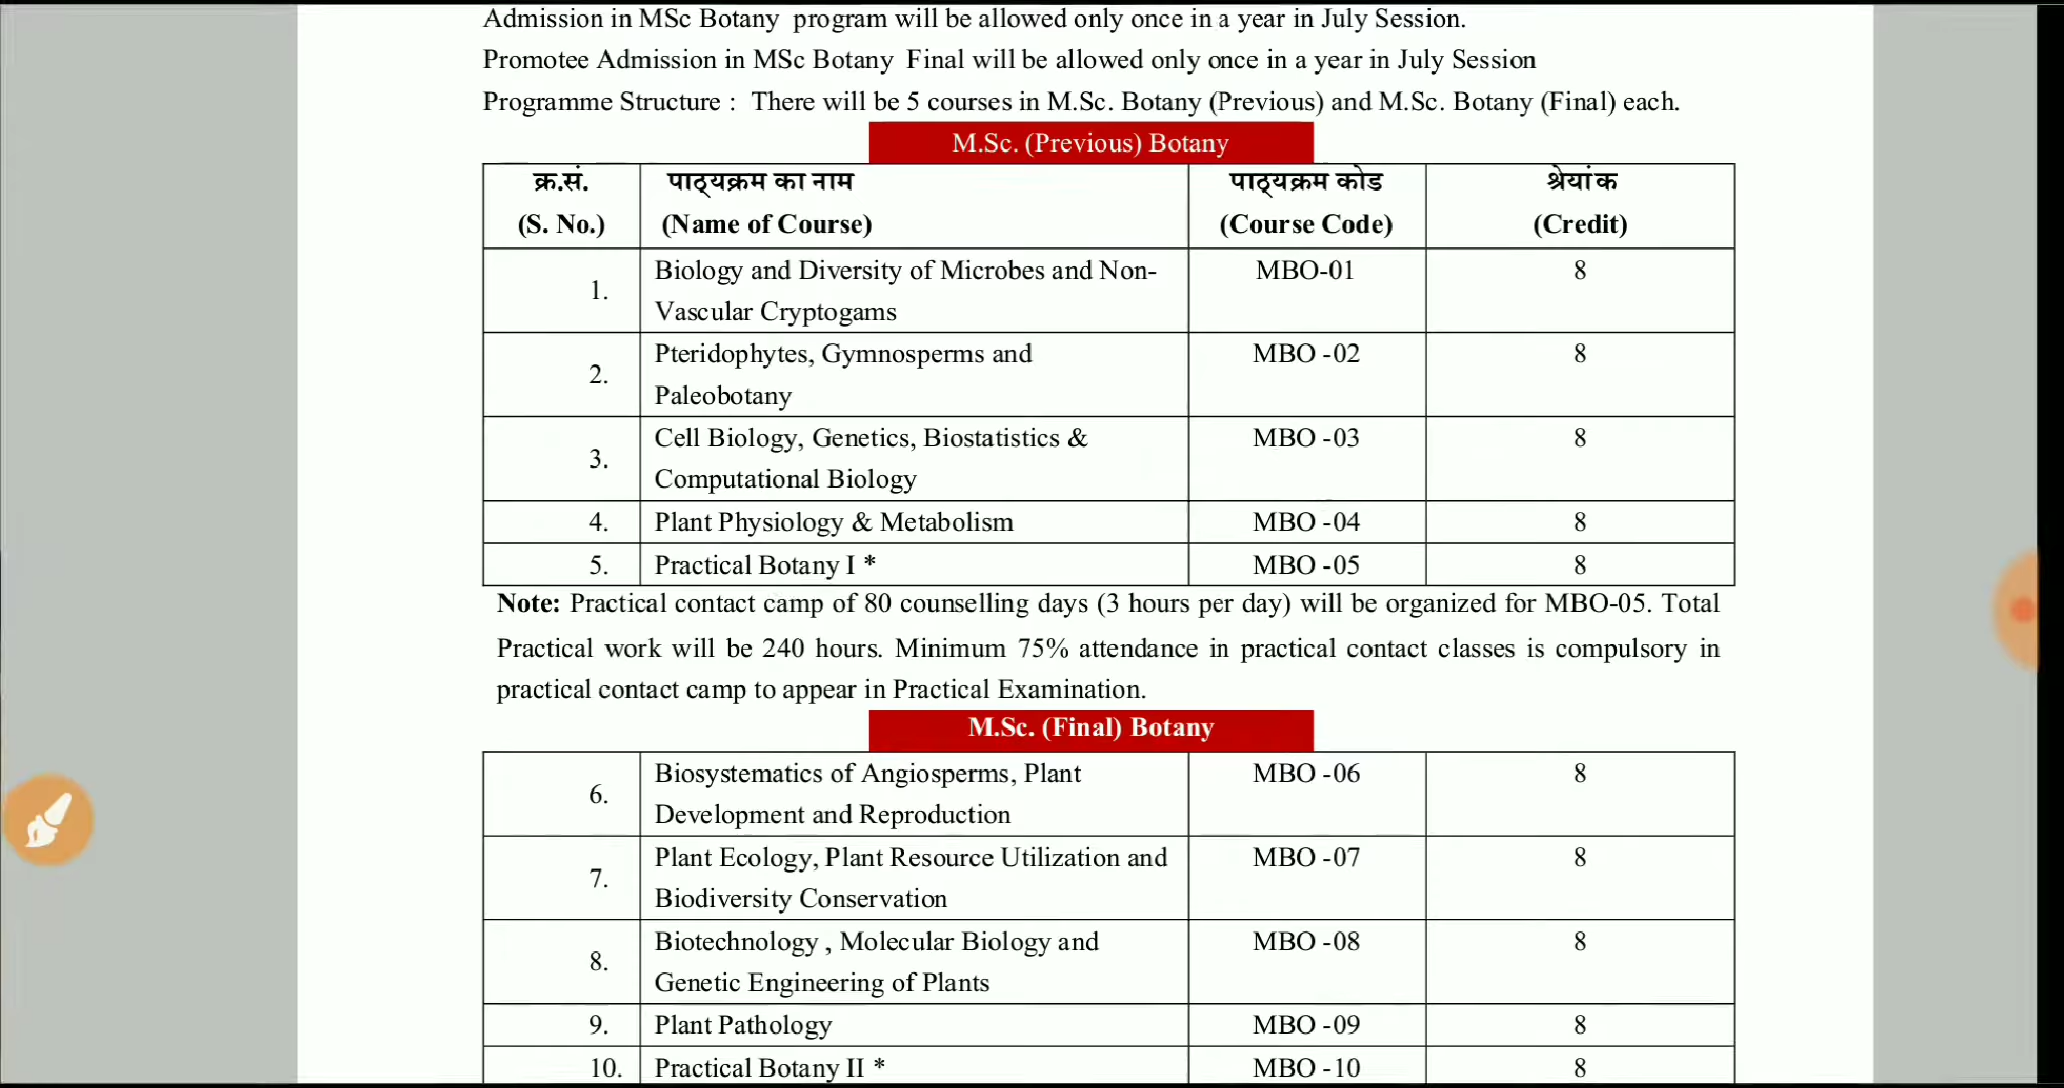 Admission in MSc Botany program will be allowed only once in a year in July Session.
Promotee Admission in MSc Botany Final will be allowed only once in a year in July Session
Programme Structure : There will be 5 courses in M.Sc. Botany (Previous) and M.Sc. Botany (Final) each.
M.Sc. (Previous) Botany
क्र.सं. पाठ्यक्रम का नाम पाठ्यक्रम कोड श्रेयांक
(S. No.) (Name of Course) (Course Code) (Credit)
1. Biology and Diversity of Microbes and Non- MBO-01 8
Vascular Cryptogams
2. Pteridophytes, Gymnosperms and MBO -02 8
Paleobotany
3. Cell Biology, Genetics, Biostatistics & MBO -03 8
Computational Biology
4. Plant Physiology & Metabolism MBO -04 8
5. Practical Botany I * MBO -05 8
Note: Practical contact camp of 80 counselling days (3 hours per day) will be organized for MBO-05. Total
Practical work will be 240 hours. Minimum 75% attendance in practical contact classes is compulsory in
practical contact camp to appear in Practical Examination.
M.Sc. (Final) Botany
6. Biosystematics of Angiosperms, Plant MBO -06 8
Development and Reproduction
7. Plant Ecology, Plant Resource Utilization and MBO -07 8
Biodiversity Conservation
8. Biotechnology , Molecular Biology and MBO -08 8
Genetic Engineering of Plants
9. Plant Pathology MBO -09 8
10. Practical Botany II * MBO -10 8